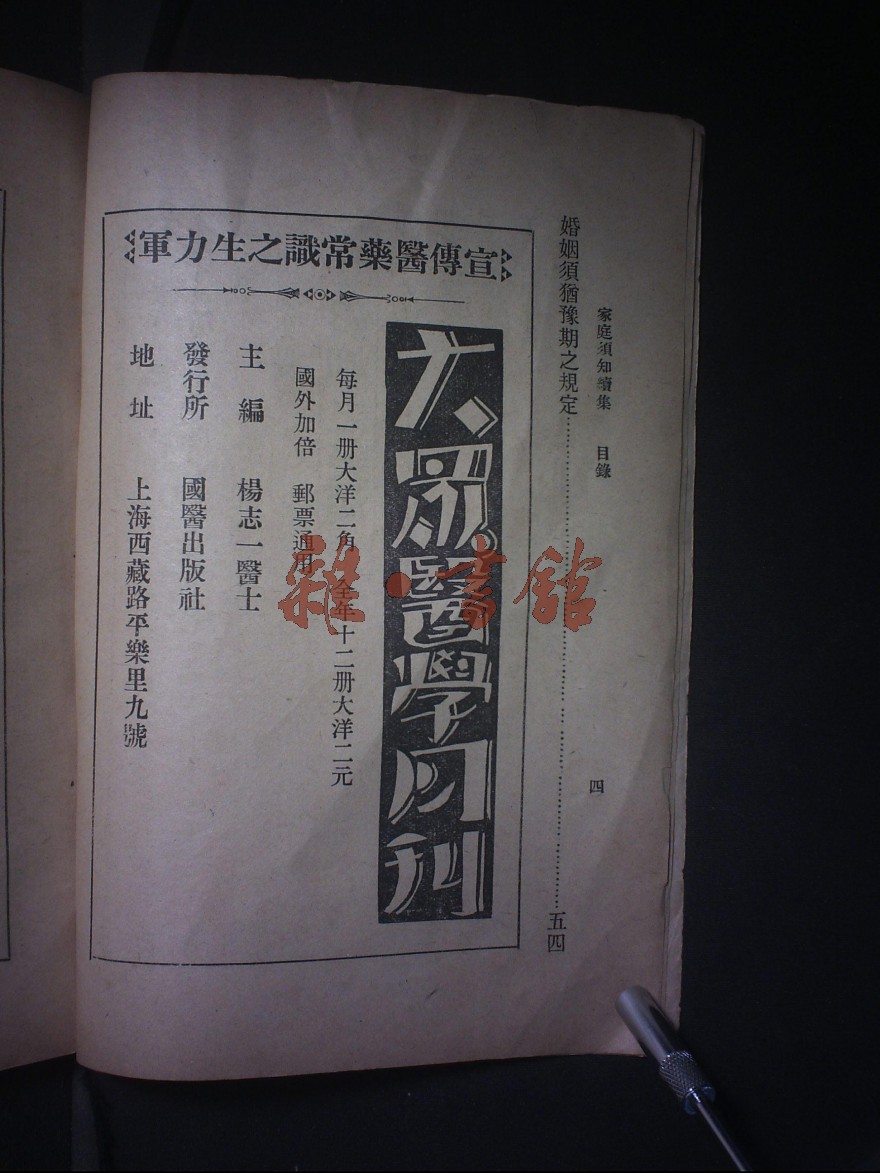 家庭須知續集　目錄　四
婚姻須猶豫期之規定……五四
宣傳醫藥常識之生力軍
大眾醫學月刊
每月一册大洋二角　全年十二册大洋二元
國外加倍　郵票通用
主編　楊志一醫士
發行所　國醫出版社
地址　上海西藏路平樂里九號
雜·書館